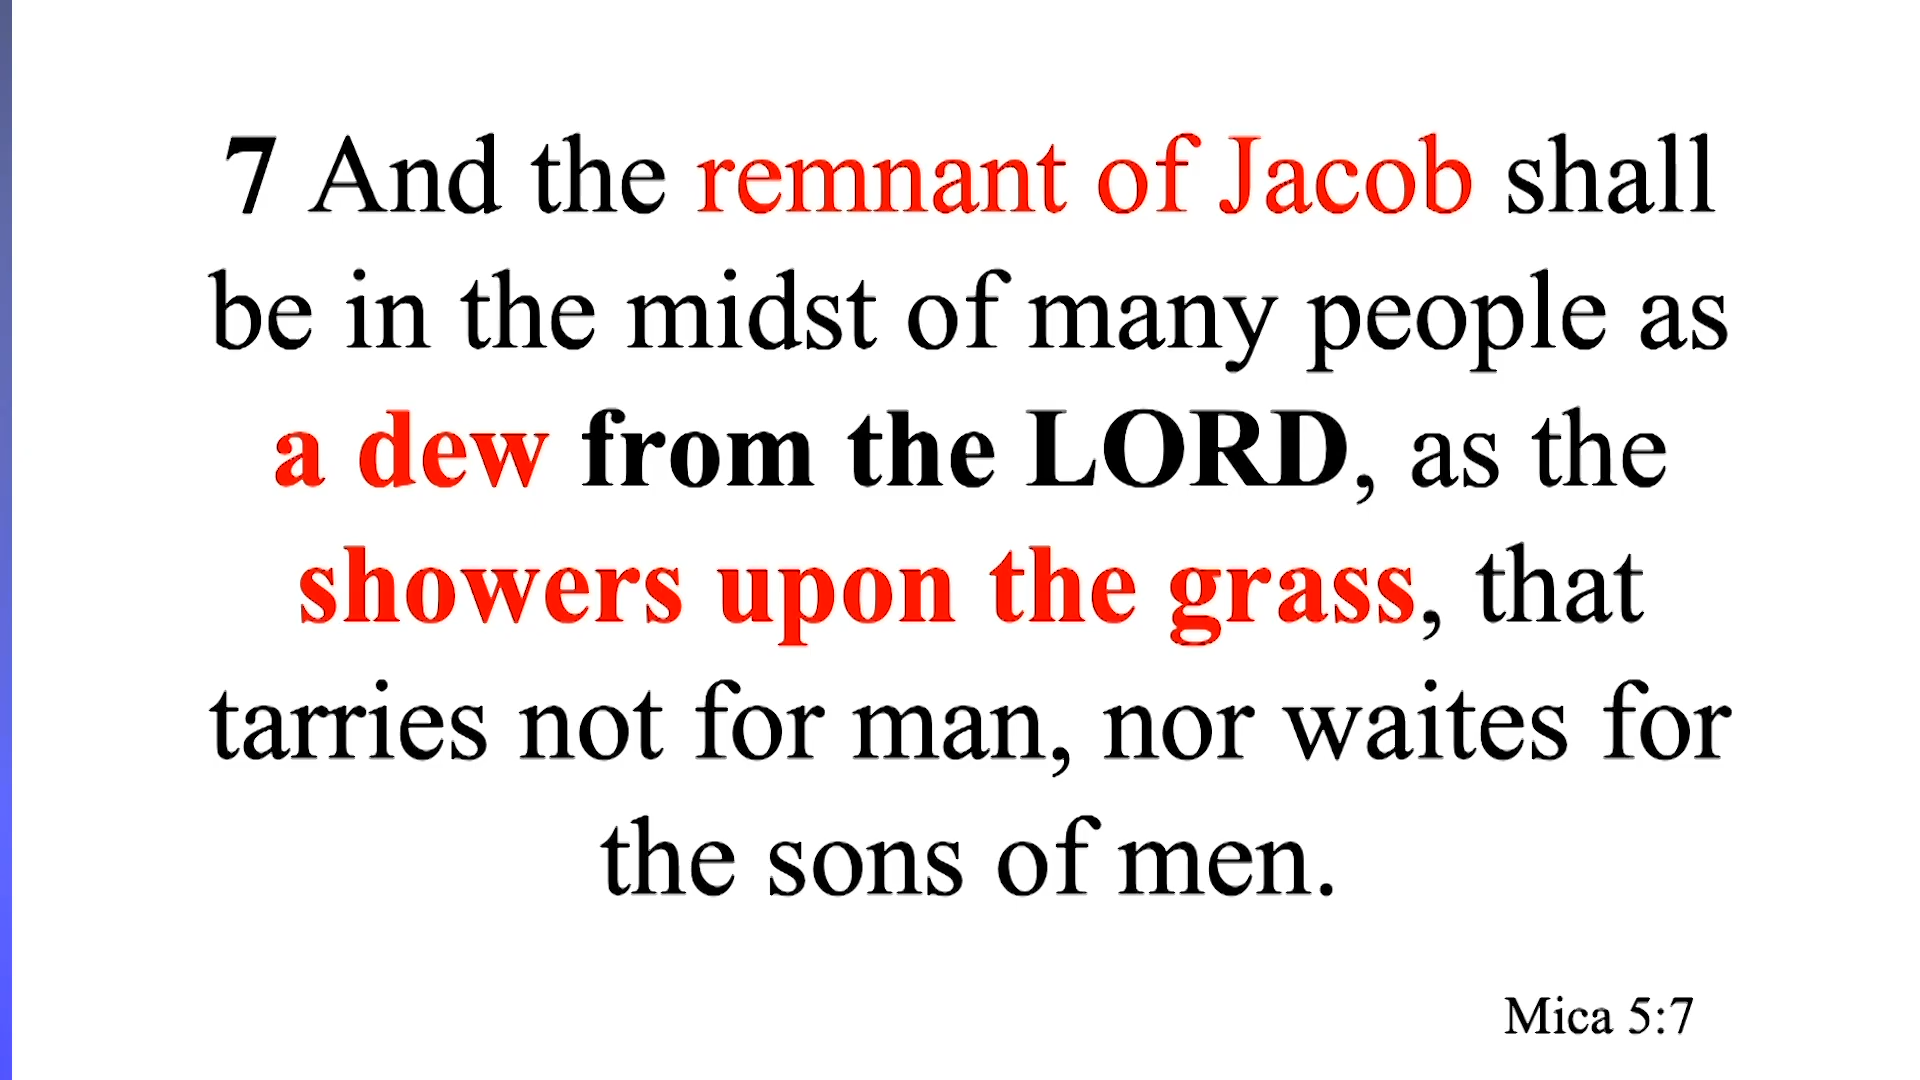 7 And the remnant of Jacob shall
be in the midst of many people as
a dew from the LORD, as the
showers upon the grass, that
tarries not for man, nor waites for
the sons of men.
Mica 5:7